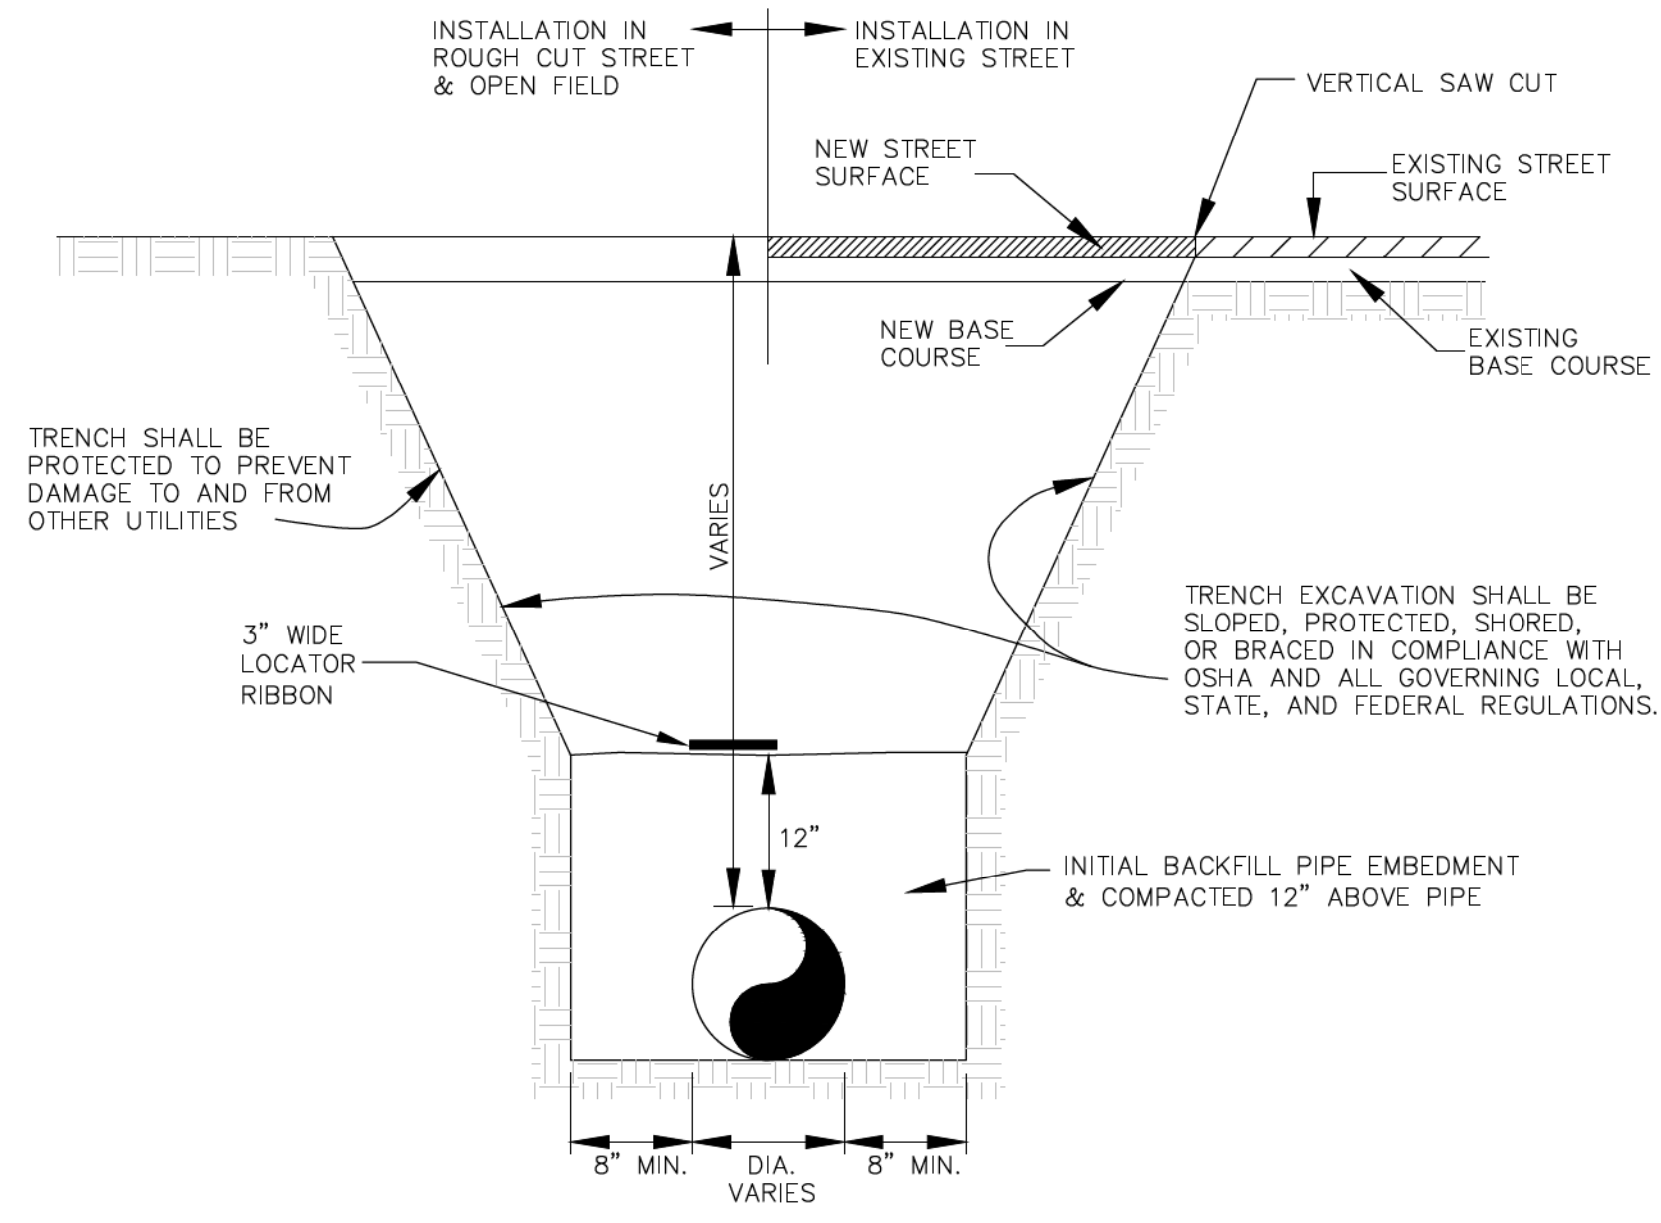 INSTALLATION IN
ROUGH CUT STREET
& OPEN FIELD
INSTALLATION IN
EXISTING STREET
VERTICAL SAW CUT
NEW STREET
SURFACE
EXISTING STREET
SURFACE
NEW BASE
COURSE
EXISTING
BASE COURSE
TRENCH SHALL BE
PROTECTED TO PREVENT
DAMAGE TO AND FROM
OTHER UTILITIES
VARIES
3” WIDE
LOCATOR
RIBBON
TRENCH EXCAVATION SHALL BE
SLOPED, PROTECTED, SHORED,
OR BRACED IN COMPLIANCE WITH
OSHA AND ALL GOVERNING LOCAL,
STATE, AND FEDERAL REGULATIONS.
12”
INITIAL BACKFILL PIPE EMBEDMENT
& COMPACTED 12” ABOVE PIPE
8” MIN.
DIA.
VARIES
8” MIN.